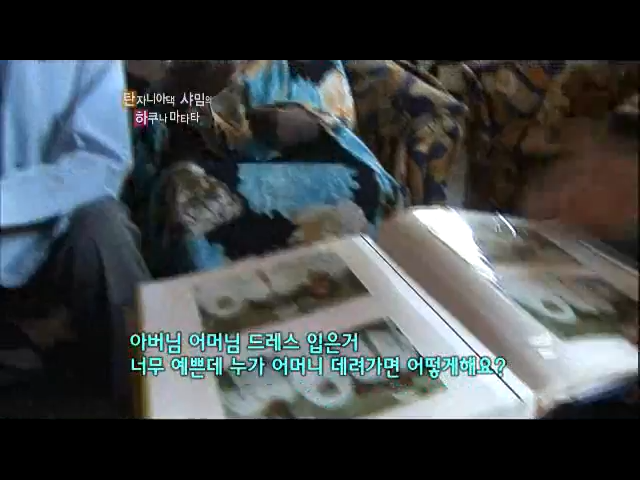 탄자니아댁 샤밈의
하쿠나 마타타
아버님 어머님 드레스 입은거
너무 예쁜데 누가 어머니 데려가면 어떻게해요?